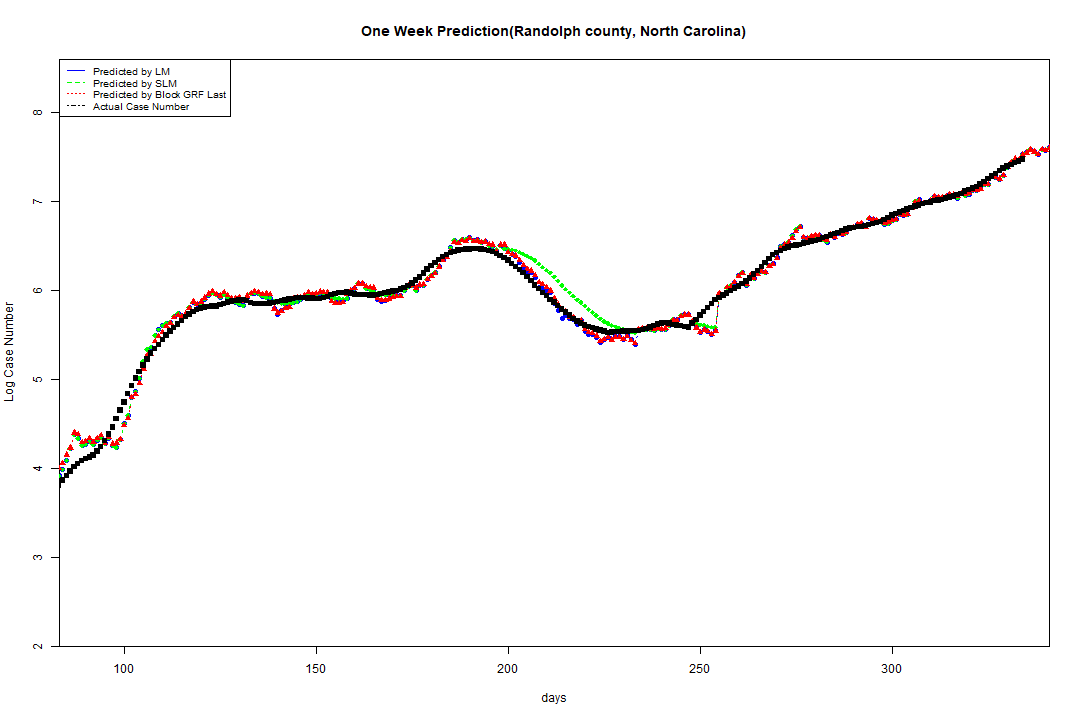 One Week Prediction(Randolph county, North Carolina)
Predicted by LM
Predicted by SLM
Predicted by Block GRF Last
Actual Case Number
8
7
6
5
4
3
2
Log Case Number
100 150 200 250 300
days